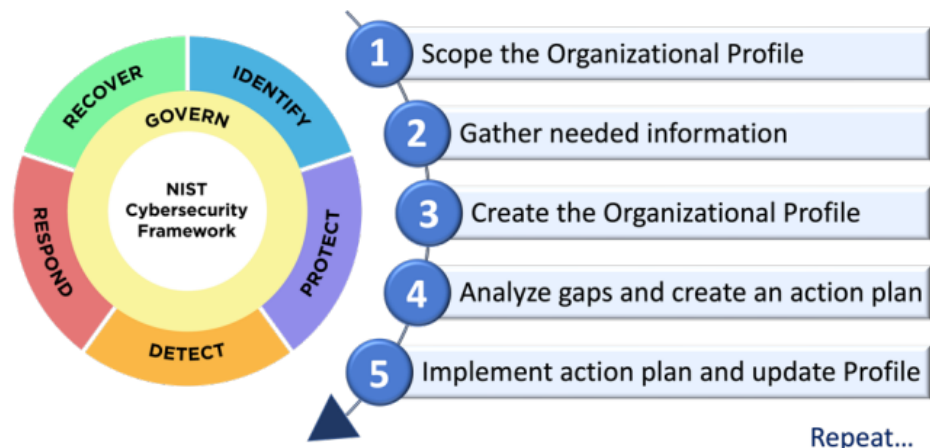 RECOVER
IDENTIFY
GOVERN
NIST
Cybersecurity
Framework
RESPOND
PROTECT
DETECT
1 Scope the Organizational Profile
2 Gather needed information
3 Create the Organizational Profile
4 Analyze gaps and create an action plan
5 Implement action plan and update Profile
Repeat...